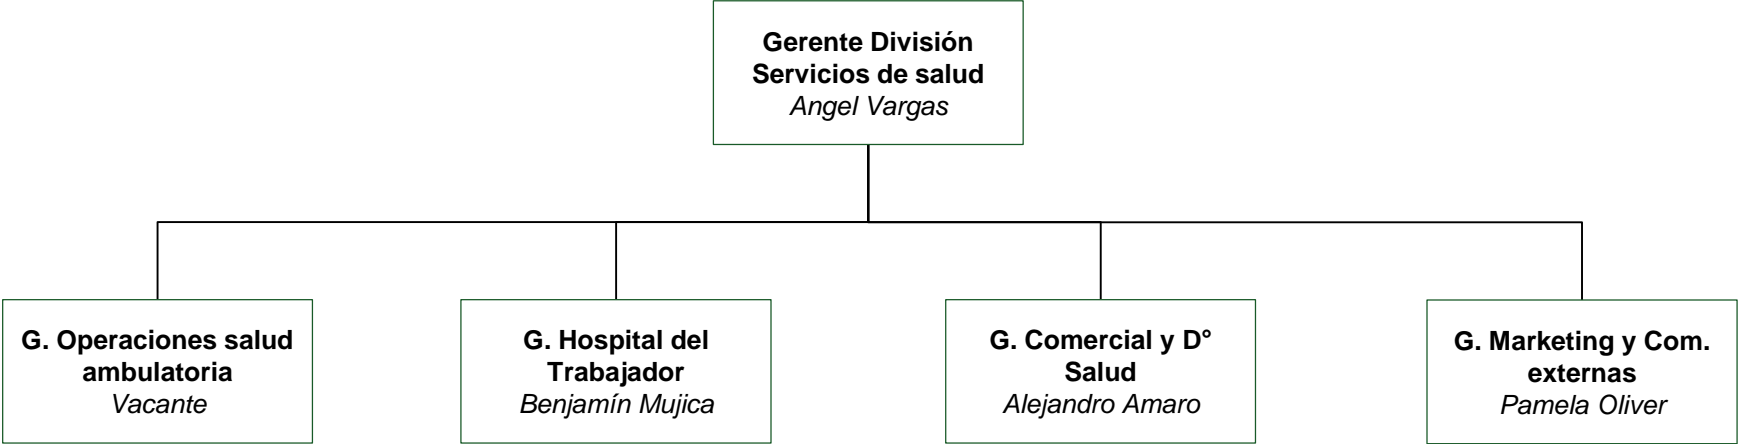 Gerente División
Servicios de salud
Angel Vargas
G. Operaciones salud
ambulatoria
Vacante
G. Hospital del
Trabajador
Benjamín Mujica
G. Comercial y D°
Salud
Alejandro Amaro
G. Marketing y Com.
externas
Pamela Oliver